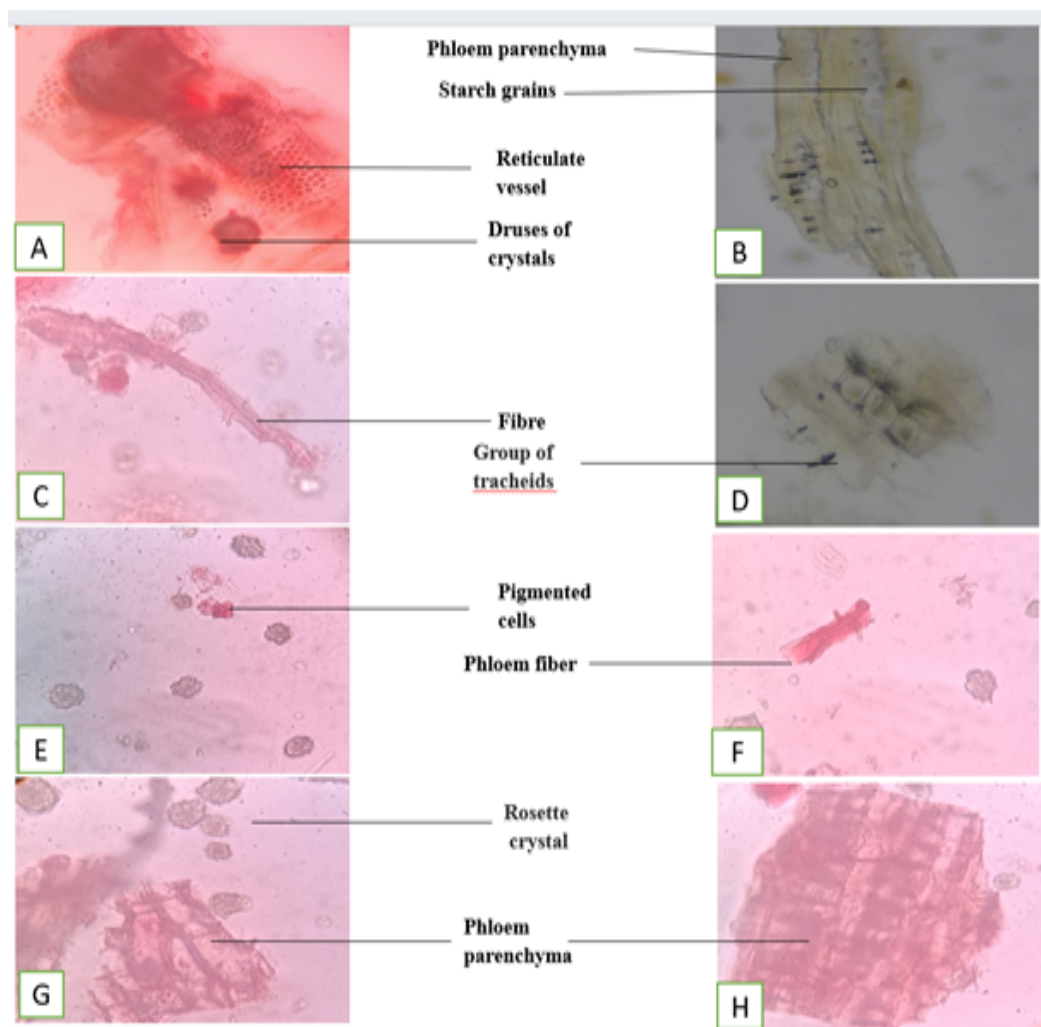 Phloem parenchyma
Starch grains
Reticulate
vessel
Druses of
crystals
A
B
Fibre
Group of
tracheids
C
D
Pigmented
cells
Phloem fiber
E
F
Rosette
crystal
Phloem
parenchyma
G
H